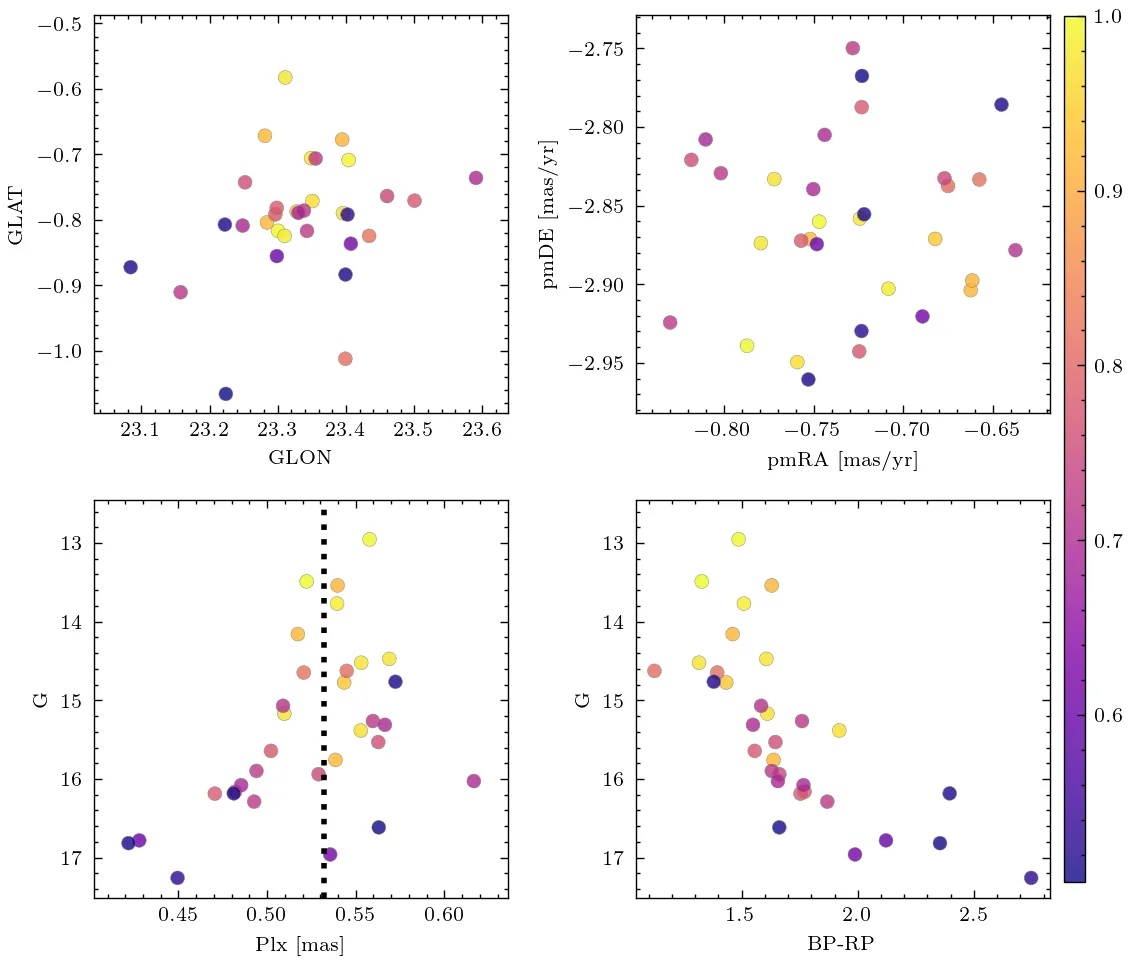 −0.5
−0.6
−0.7
−0.8
−0.9
−1.0
GLAT
23.1 23.2 23.3 23.4 23.5 23.6
GLON
−2.75
−2.80
−2.85
−2.90
−2.95
pmDE [mas/yr]
−0.80 −0.75 −0.70 −0.65
pmRA [mas/yr]
1.0
0.9
0.8
0.7
0.6
13
14
15
16
17
G
0.45 0.50 0.55 0.60
Plx [mas]
13
14
15
16
17
G
1.5 2.0 2.5
BP-RP